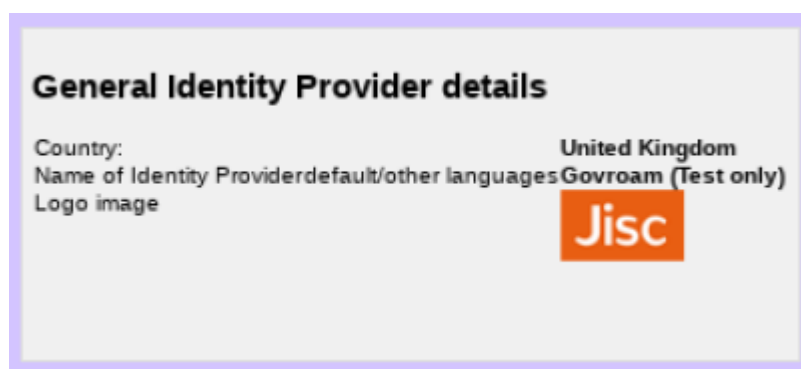 General Identity Provider details
Country: United Kingdom
Name of Identity Providerdefault/other languages Govroam (Test only)
Logo image
Jisc